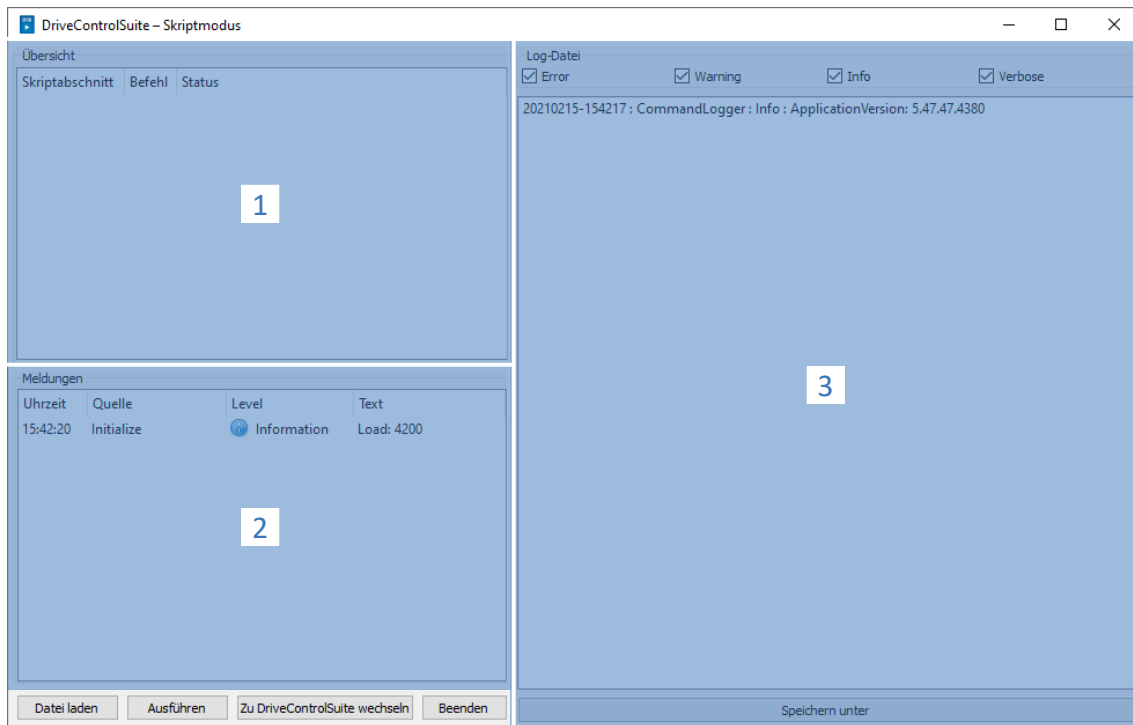 DriveControlSuite – Skriptmodus
Übersicht
Skriptabschnitt Befehl Status
1
Meldungen
Uhrzeit Quelle Level Text
15:42:20 Initialize Information Load: 4200
2
Datei laden Ausführen Zu DriveControlSuite wechseln Beenden
Log-Datei
Error Warning Info Verbose
20210215-154217 : CommandLogger : Info : ApplicationVersion: 5.47.47.4380
3
Speichern unter